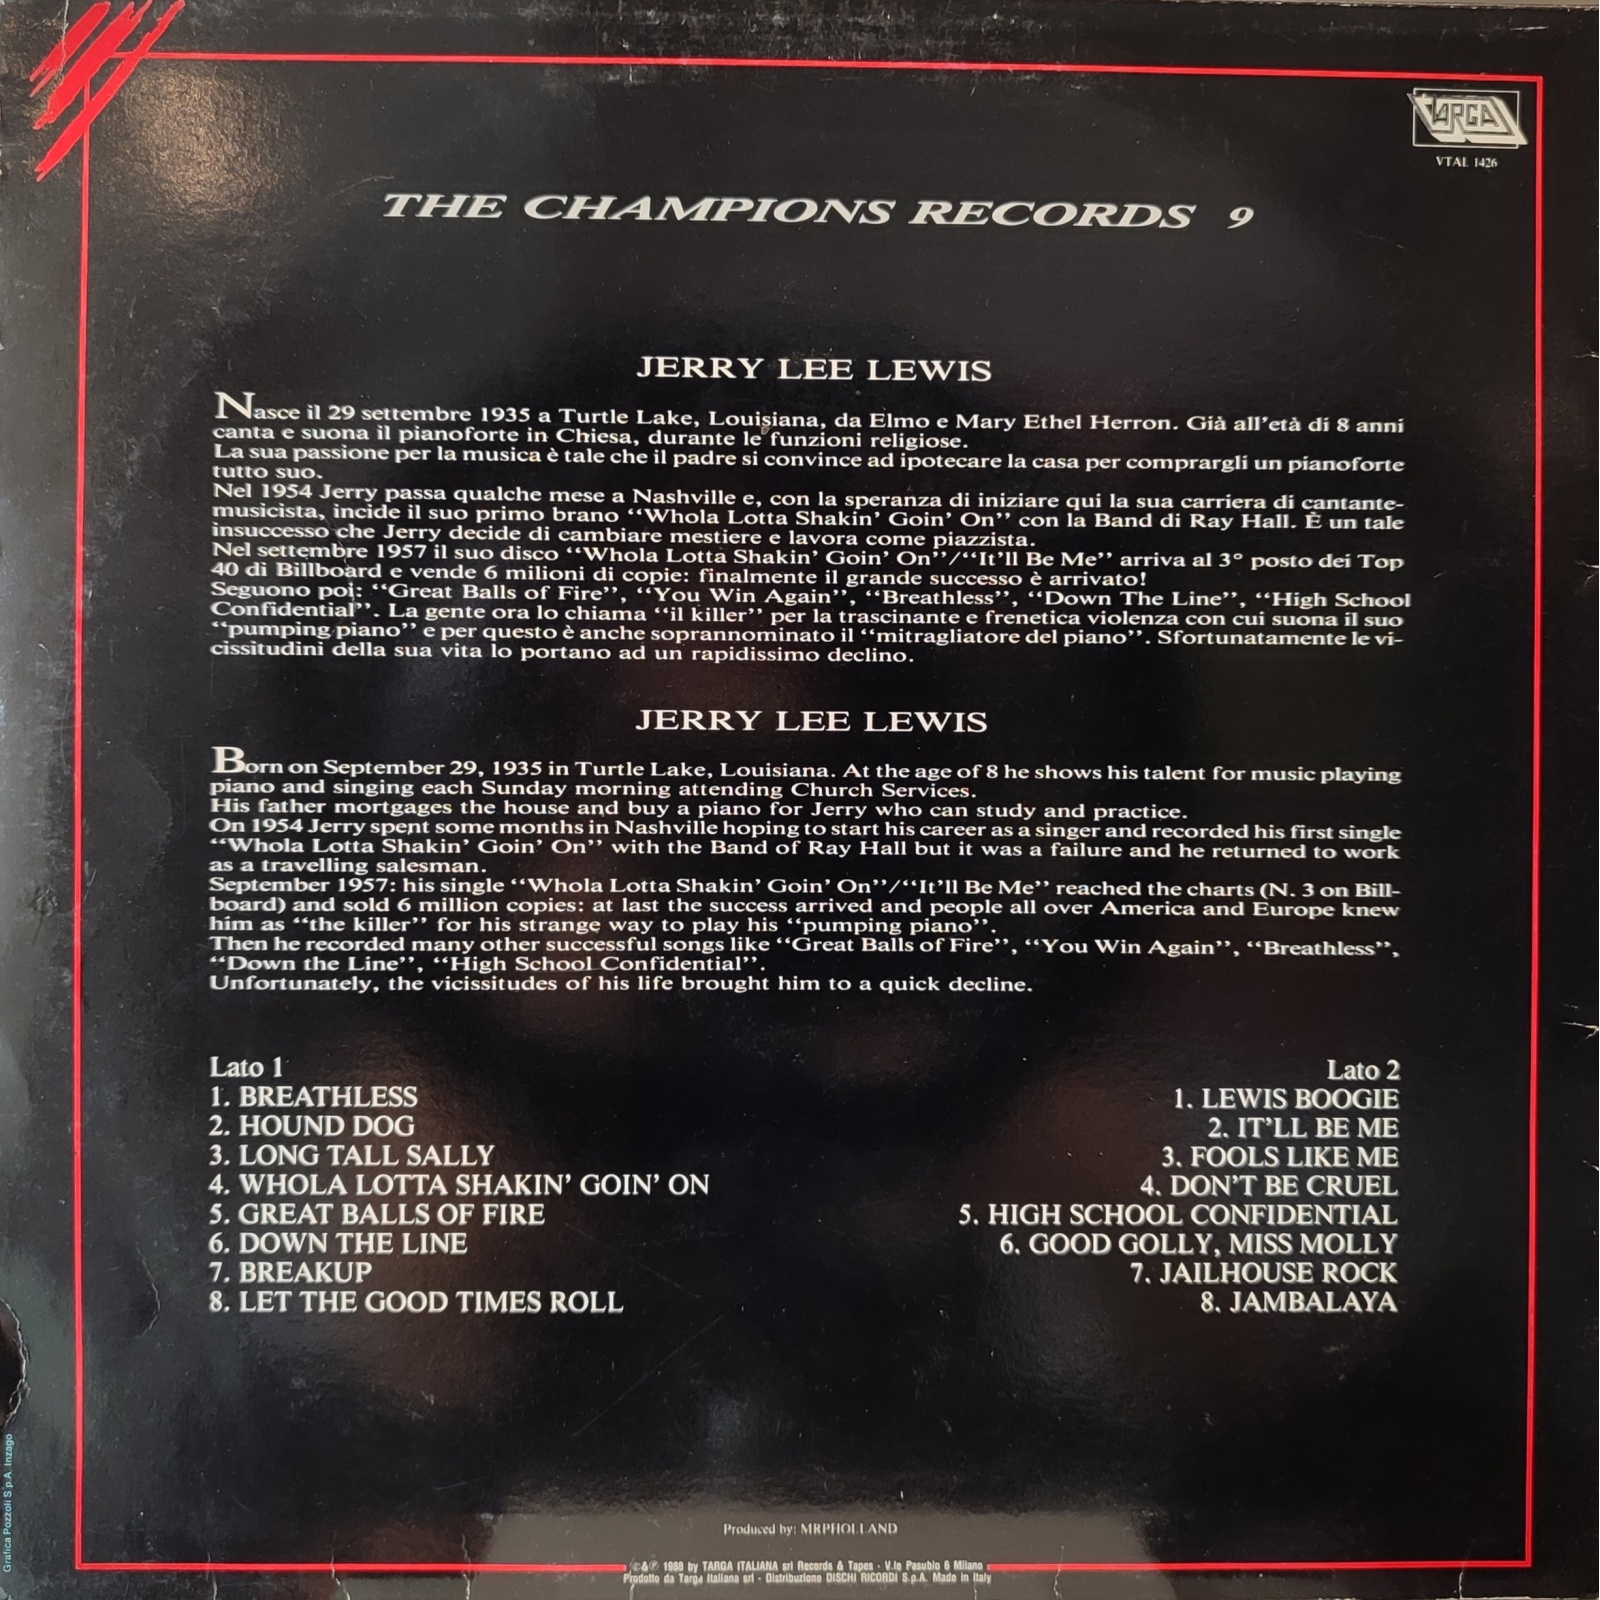 TARGA
VTAL 1426
THE CHAMPIONS RECORDS 9
JERRY LEE LEWIS
Nasce il 29 settembre 1935 a Turtle Lake, Louisiana, da Elmo e Mary Ethel Herron. Già all'età di 8 anni
canta e suona il pianoforte in Chiesa, durante le funzioni religiose.
La sua passione per la musica è tale che il padre si convince ad ipotecare la casa per comprargli un pianoforte
tutto suo.
Nel 1954 Jerry passa qualche mese a Nashville e, con la speranza di iniziare qui la sua carriera di cantante-
musicista, incide il suo primo brano "Whola Lotta Shakin' Goin' On" con la Band di Ray Hall. È un tale
insuccesso che Jerry decide di cambiare mestiere e lavora come piazzista.
Nel settembre 1957 il suo disco "Whola Lotta Shakin' Goin' On"/"It'll Be Me" arriva al 3° posto dei Top
40 di Billboard e vende 6 milioni di copie: finalmente il grande successo è arrivato!
Seguono poi: "Great Balls of Fire", "You Win Again", "Breathless", "Down The Line", "High School
Confidential". La gente ora lo chiama "il killer" per la trascinante e frenetica violenza con cui suona il suo
"pumping piano" e per questo è anche soprannominato il "mitragliatore del piano". Sfortunatamente le vi-
cissitudini della sua vita lo portano ad un rapidissimo declino.
JERRY LEE LEWIS
Born on September 29, 1935 in Turtle Lake, Louisiana. At the age of 8 he shows his talent for music playing
piano and singing each Sunday morning attending Church Services.
His father mortgages the house and buy a piano for Jerry who can study and practice.
On 1954 Jerry spent some months in Nashville hoping to start his career as a singer and recorded his first single
"Whola Lotta Shakin' Goin' On" with the Band of Ray Hall but it was a failure and he returned to work
as a travelling salesman.
September 1957: his single "Whola Lotta Shakin' Goin' On"/"It'll Be Me" reached the charts (N. 3 on Bill-
board) and sold 6 million copies: at last the success arrived and people all over America and Europe knew
him as "the killer" for his strange way to play his "pumping piano".
Then he recorded many other successful songs like "Great Balls of Fire", "You Win Again", "Breathless",
"Down the Line", "High School Confidential".
Unfortunately, the vicissitudes of his life brought him to a quick decline.
Lato 1
1. BREATHLESS
2. HOUND DOG
3. LONG TALL SALLY
4. WHOLA LOTTA SHAKIN' GOIN' ON
5. GREAT BALLS OF FIRE
6. DOWN THE LINE
7. BREAKUP
8. LET THE GOOD TIMES ROLL
Lato 2
1. LEWIS BOOGIE
2. IT'LL BE ME
3. FOOLS LIKE ME
4. DON'T BE CRUEL
5. HIGH SCHOOL CONFIDENTIAL
6. GOOD GOLLY, MISS MOLLY
7. JAILHOUSE ROCK
8. JAMBALAYA
Produced by: MRPHOLLAND
©&℗ 1988 by TARGA ITALIANA srl Records & Tapes - V.le Pasubio 6 Milano
Prodotto da Targa Italiana srl - Distribuzione DISCHI RICORDI S.p.A. Made in Italy
Grafica Pozzoli S.p.A. Inzago